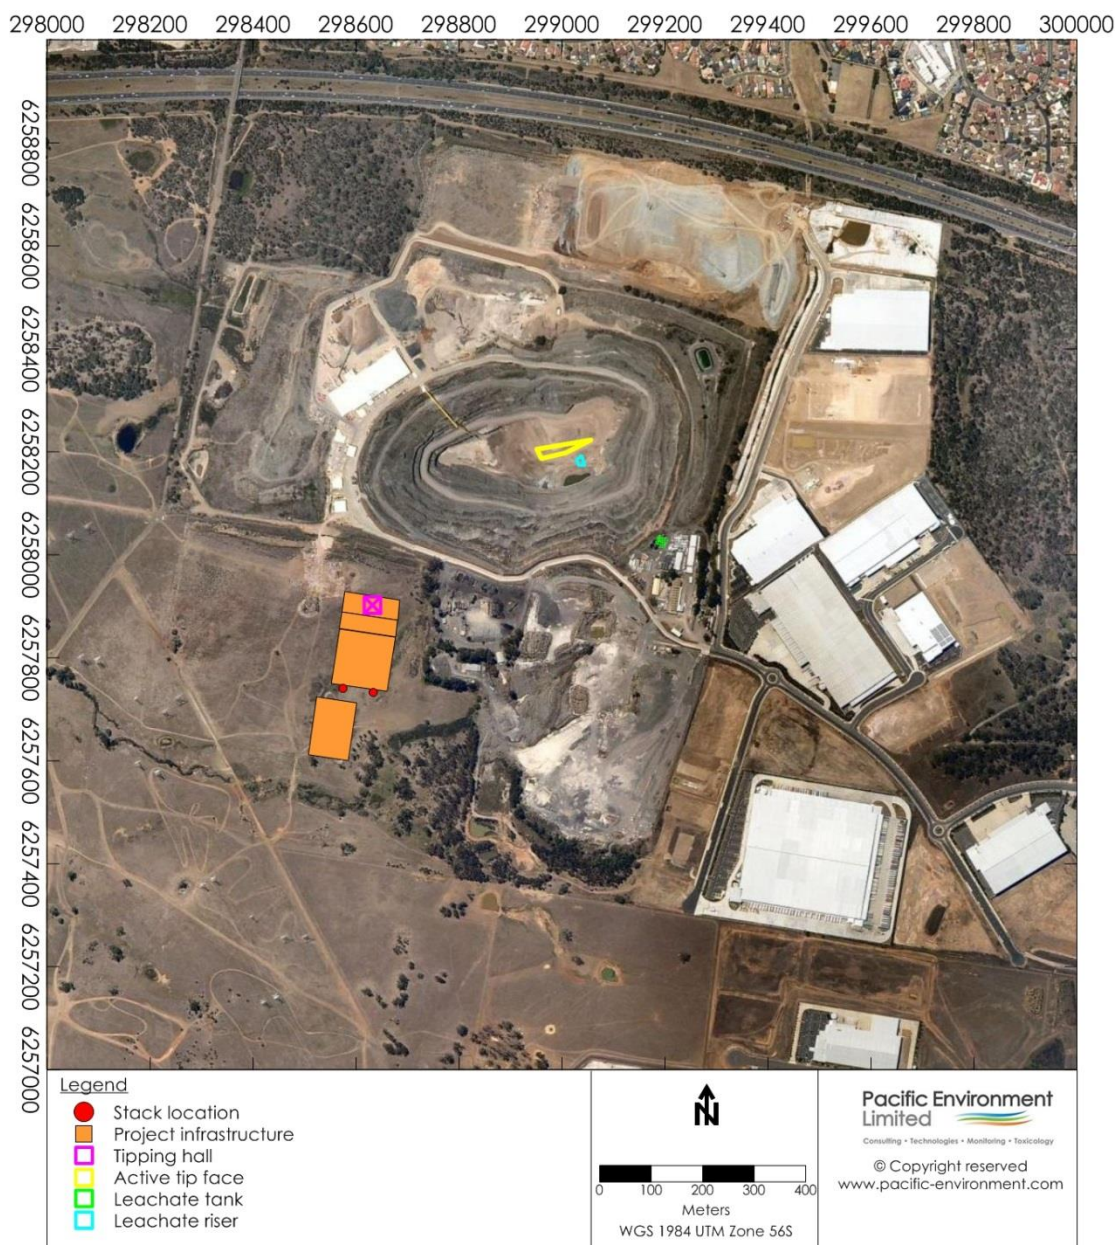 298000 298200 298400 298600 298800 299000 299200 299400 299600 299800 300000
6258800
6258600
6258400
6258200
6258000
6257800
6257600
6257400
6257200
6257000
Legend
Stack location
Project infrastructure
Tipping hall
Active tip face
Leachate tank
Leachate riser
N
0 100 200 300 400
Meters
WGS 1984 UTM Zone 56S
Pacific Environment
Limited
Consulting • Technologies • Monitoring • Toxicology
© Copyright reserved
www.pacific-environment.com